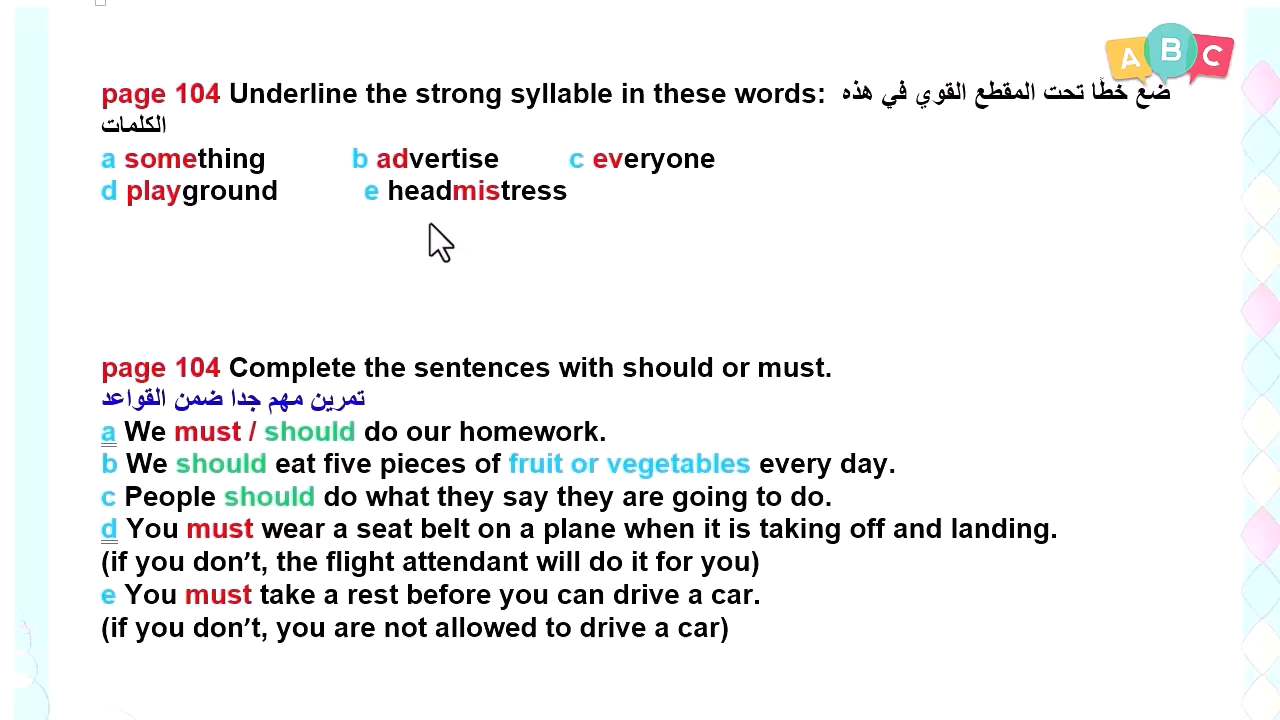 A B C
page 104 Underline the strong syllable in these words: ضع خطًا تحت المقطع القوي في هذه
الكلمات
a something b advertise c everyone
d playground e headmistress
page 104 Complete the sentences with should or must.
تمرين مهم جدا ضمن القواعد
a We must / should do our homework.
b We should eat five pieces of fruit or vegetables every day.
c People should do what they say they are going to do.
d You must wear a seat belt on a plane when it is taking off and landing.
(if you don’t, the flight attendant will do it for you)
e You must take a rest before you can drive a car.
(if you don’t, you are not allowed to drive a car)